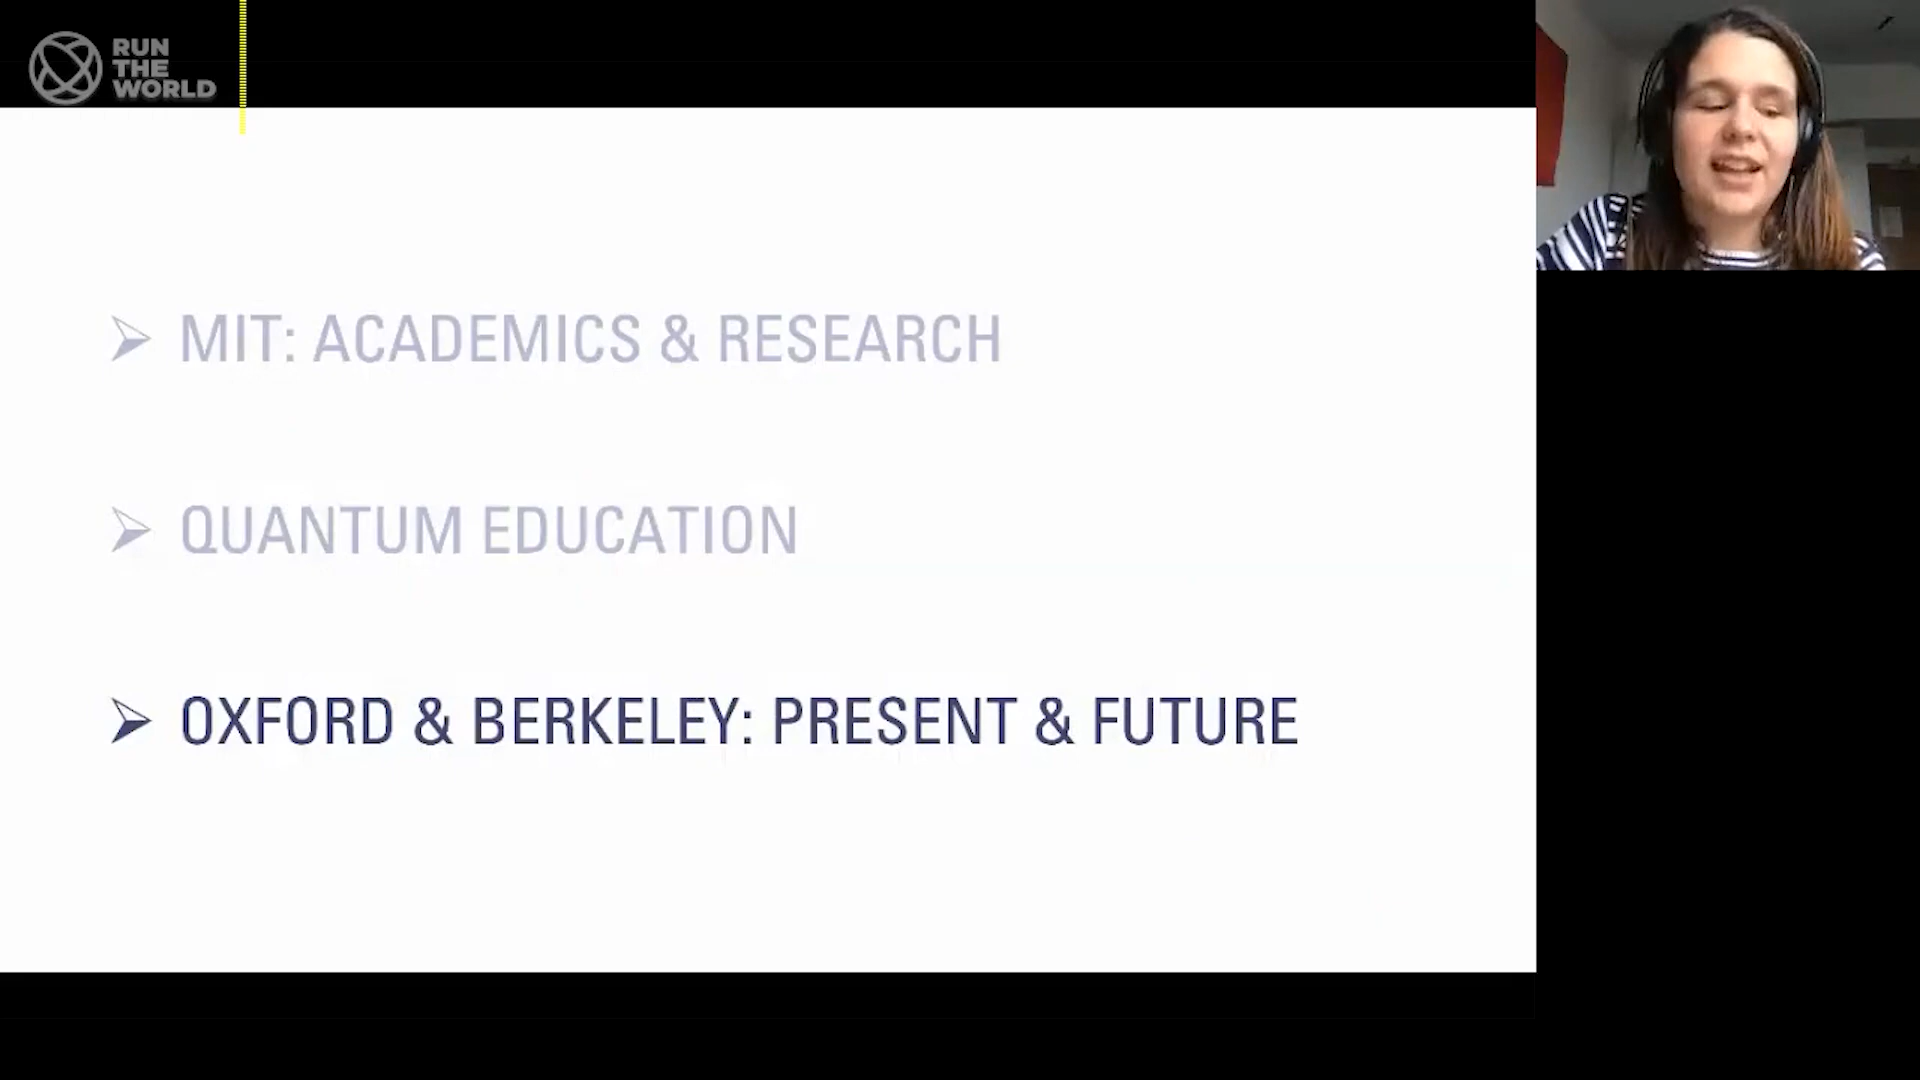 RUN
THE
WORLD
MIT: ACADEMICS & RESEARCH
QUANTUM EDUCATION
OXFORD & BERKELEY: PRESENT & FUTURE